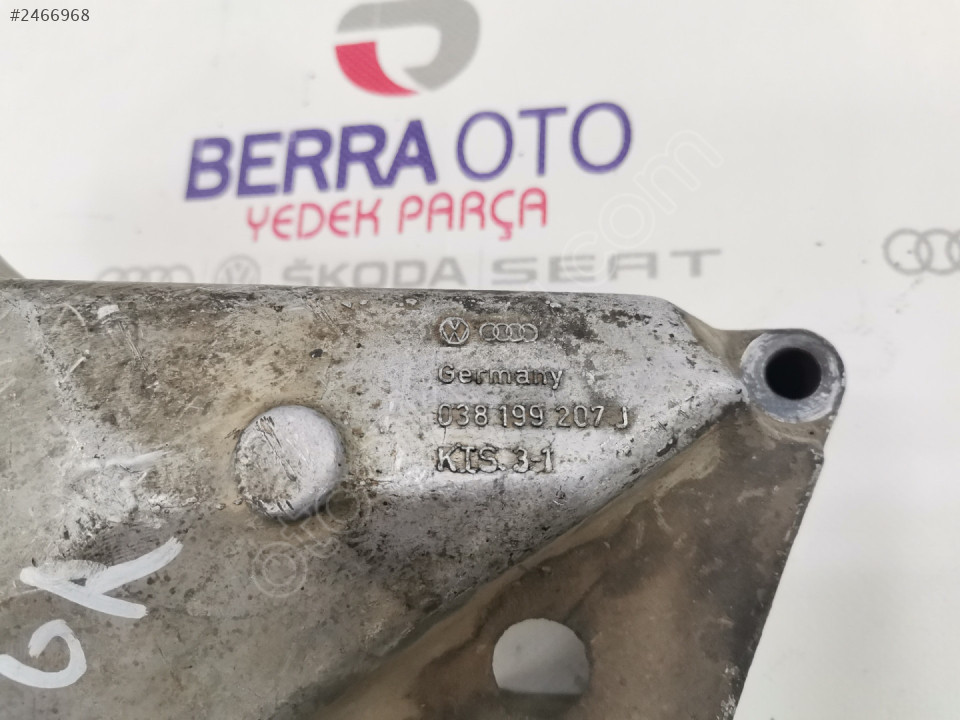 #2466968
BERRA OTO
YEDEK PARÇA
ŠKODA SEAT
Germany
038 199 207 J
KTS. 3-1